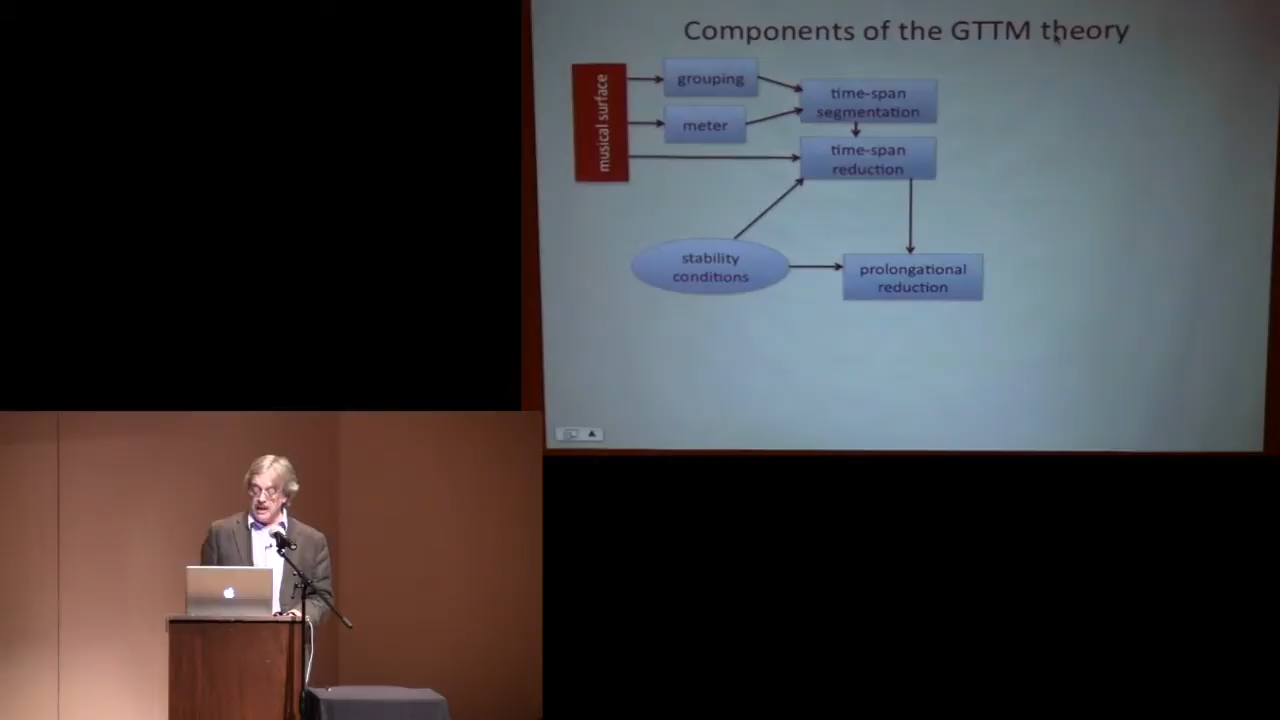 Components of the GTTM theory
musical surface
grouping
meter
time-span
segmentation
time-span
reduction
stability
conditions
prolongational
reduction